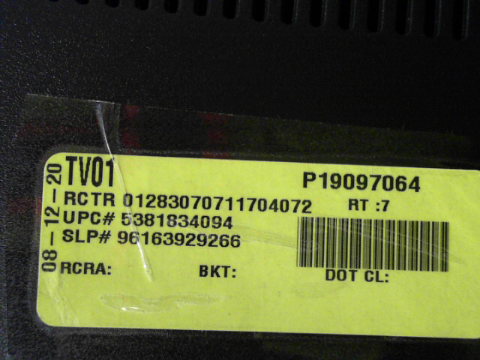 08-12-20
TV01 P19097064
RCTR 01283070711704072 RT :7
UPC# 5381834094
SLP# 96163929266
RCRA: BKT: DOT CL: